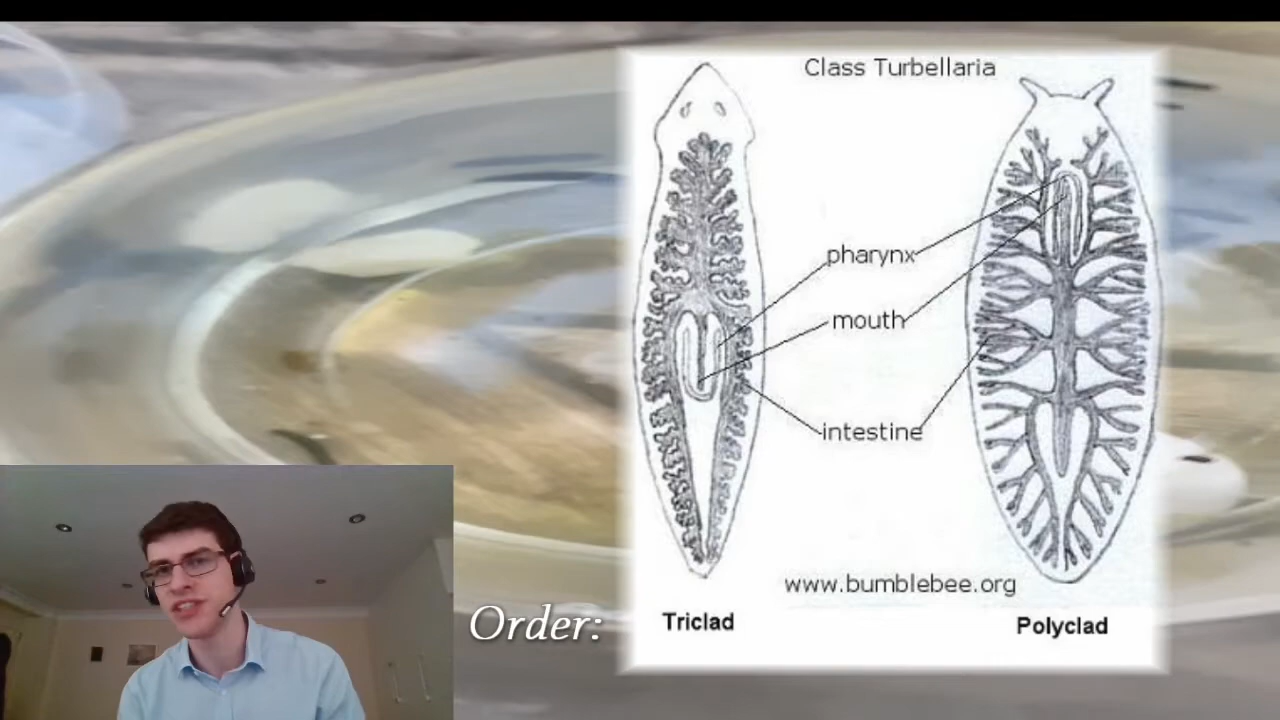 Class Turbellaria
pharynx
mouth
intestine
www.bumblebee.org
Order:
Triclad
Polyclad